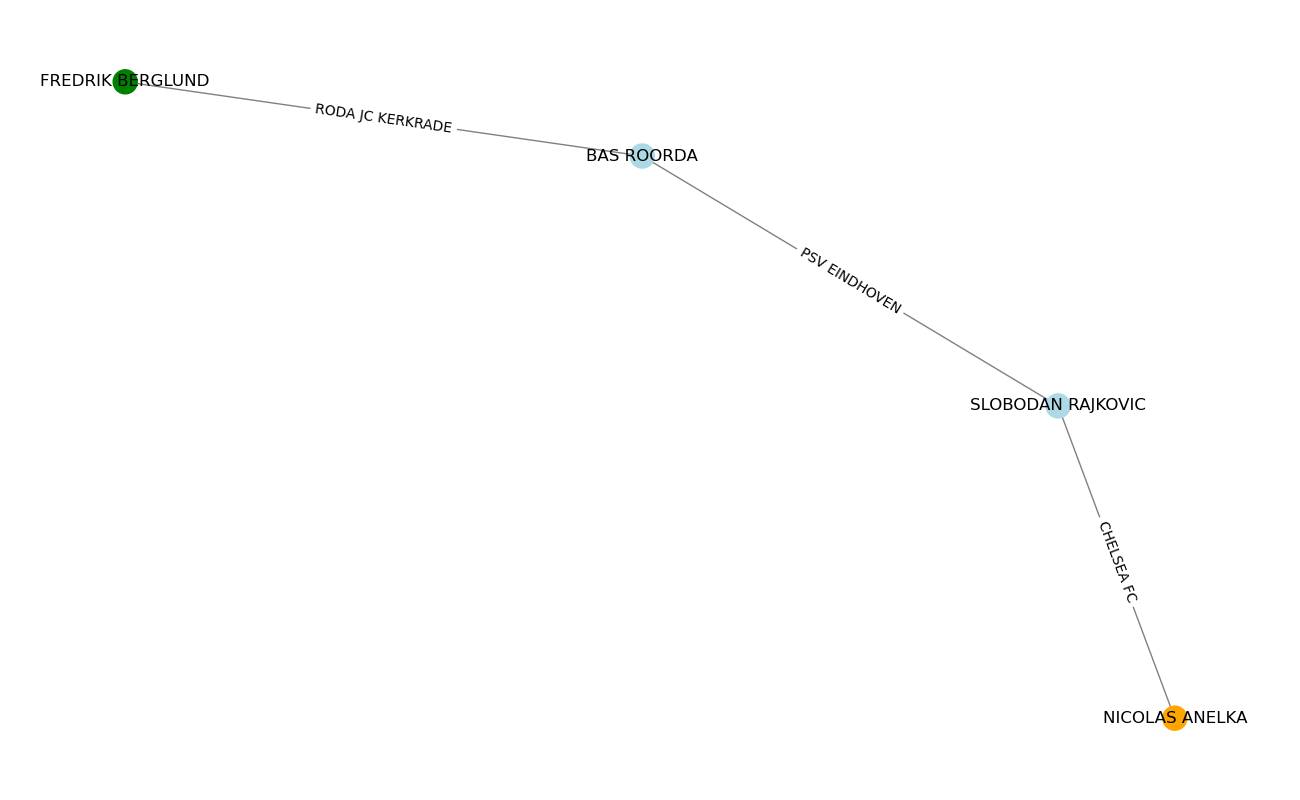 FREDRIK BERGLUND
RODA JC KERKRADE
BAS ROORDA
PSV EINDHOVEN
SLOBODAN RAJKOVIC
CHELSEA FC
NICOLAS ANELKA